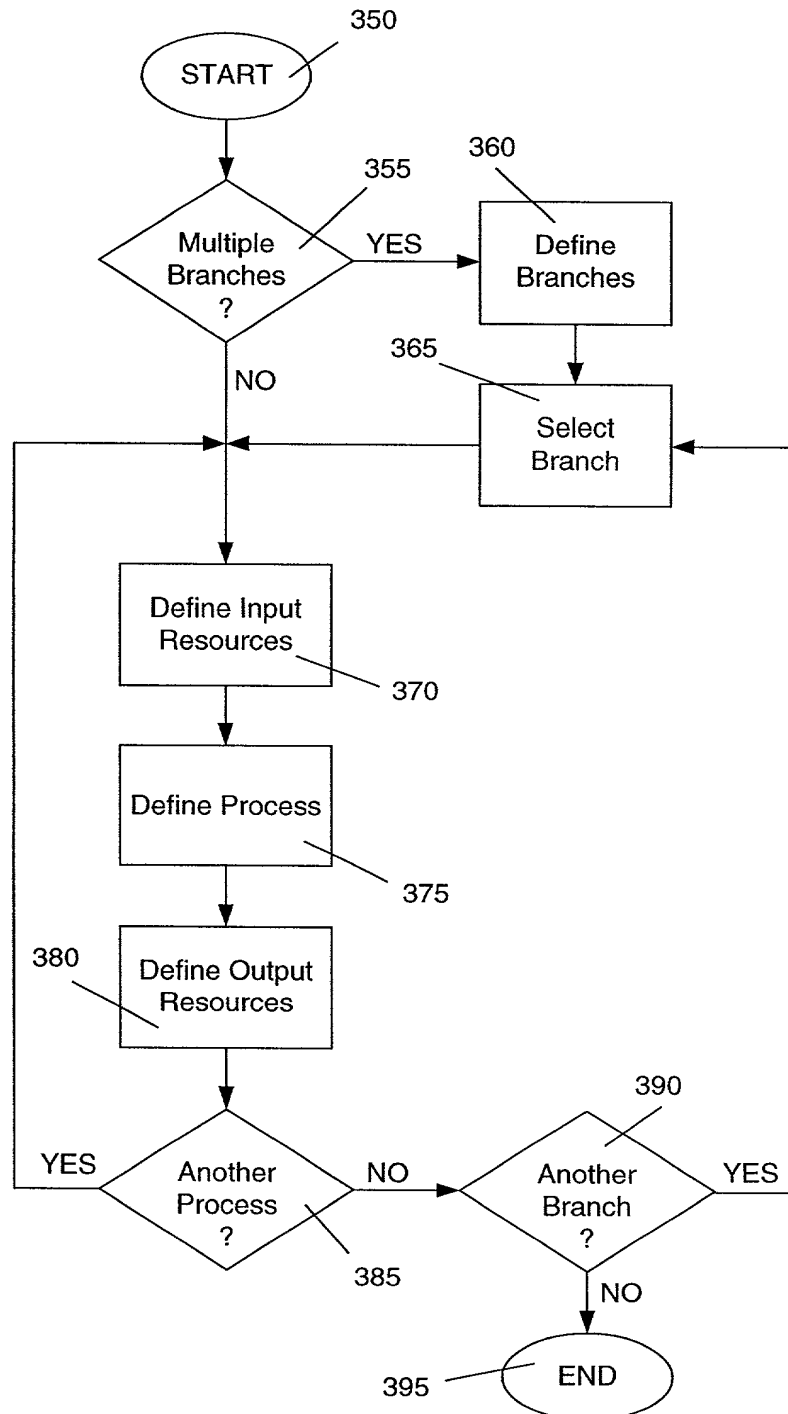 350
START
355
360
Multiple
Branches
?
YES
Define
Branches
365
NO
Select
Branch
Define Input
Resources
370
Define Process
375
380
Define Output
Resources
390
YES
Another
Process
?
NO
385
Another
Branch
?
YES
NO
395
END